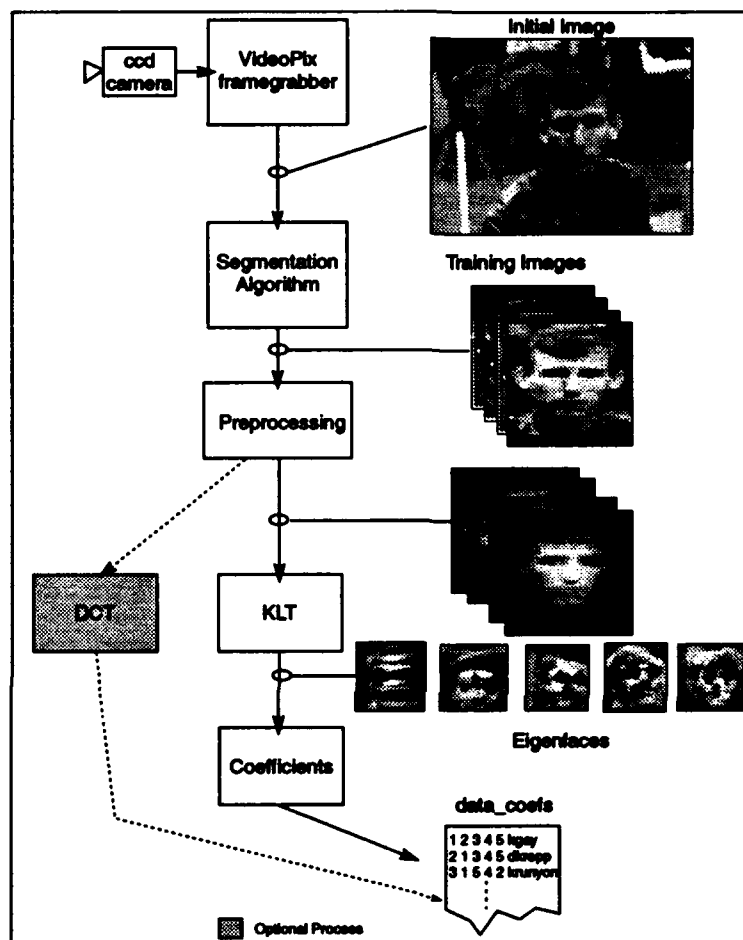 Initial Image
ccd
camera
VideoPix
framegrabber
Segmentation
Algorithm
Training Images
Preprocessing
DCT
KLT
Eigenfaces
Coefficients
data_coefs
1 2 3 4 5 kgay
2 1 3 4 5 dkrepp
3 1 5 4 2 krunyon
Optional Process